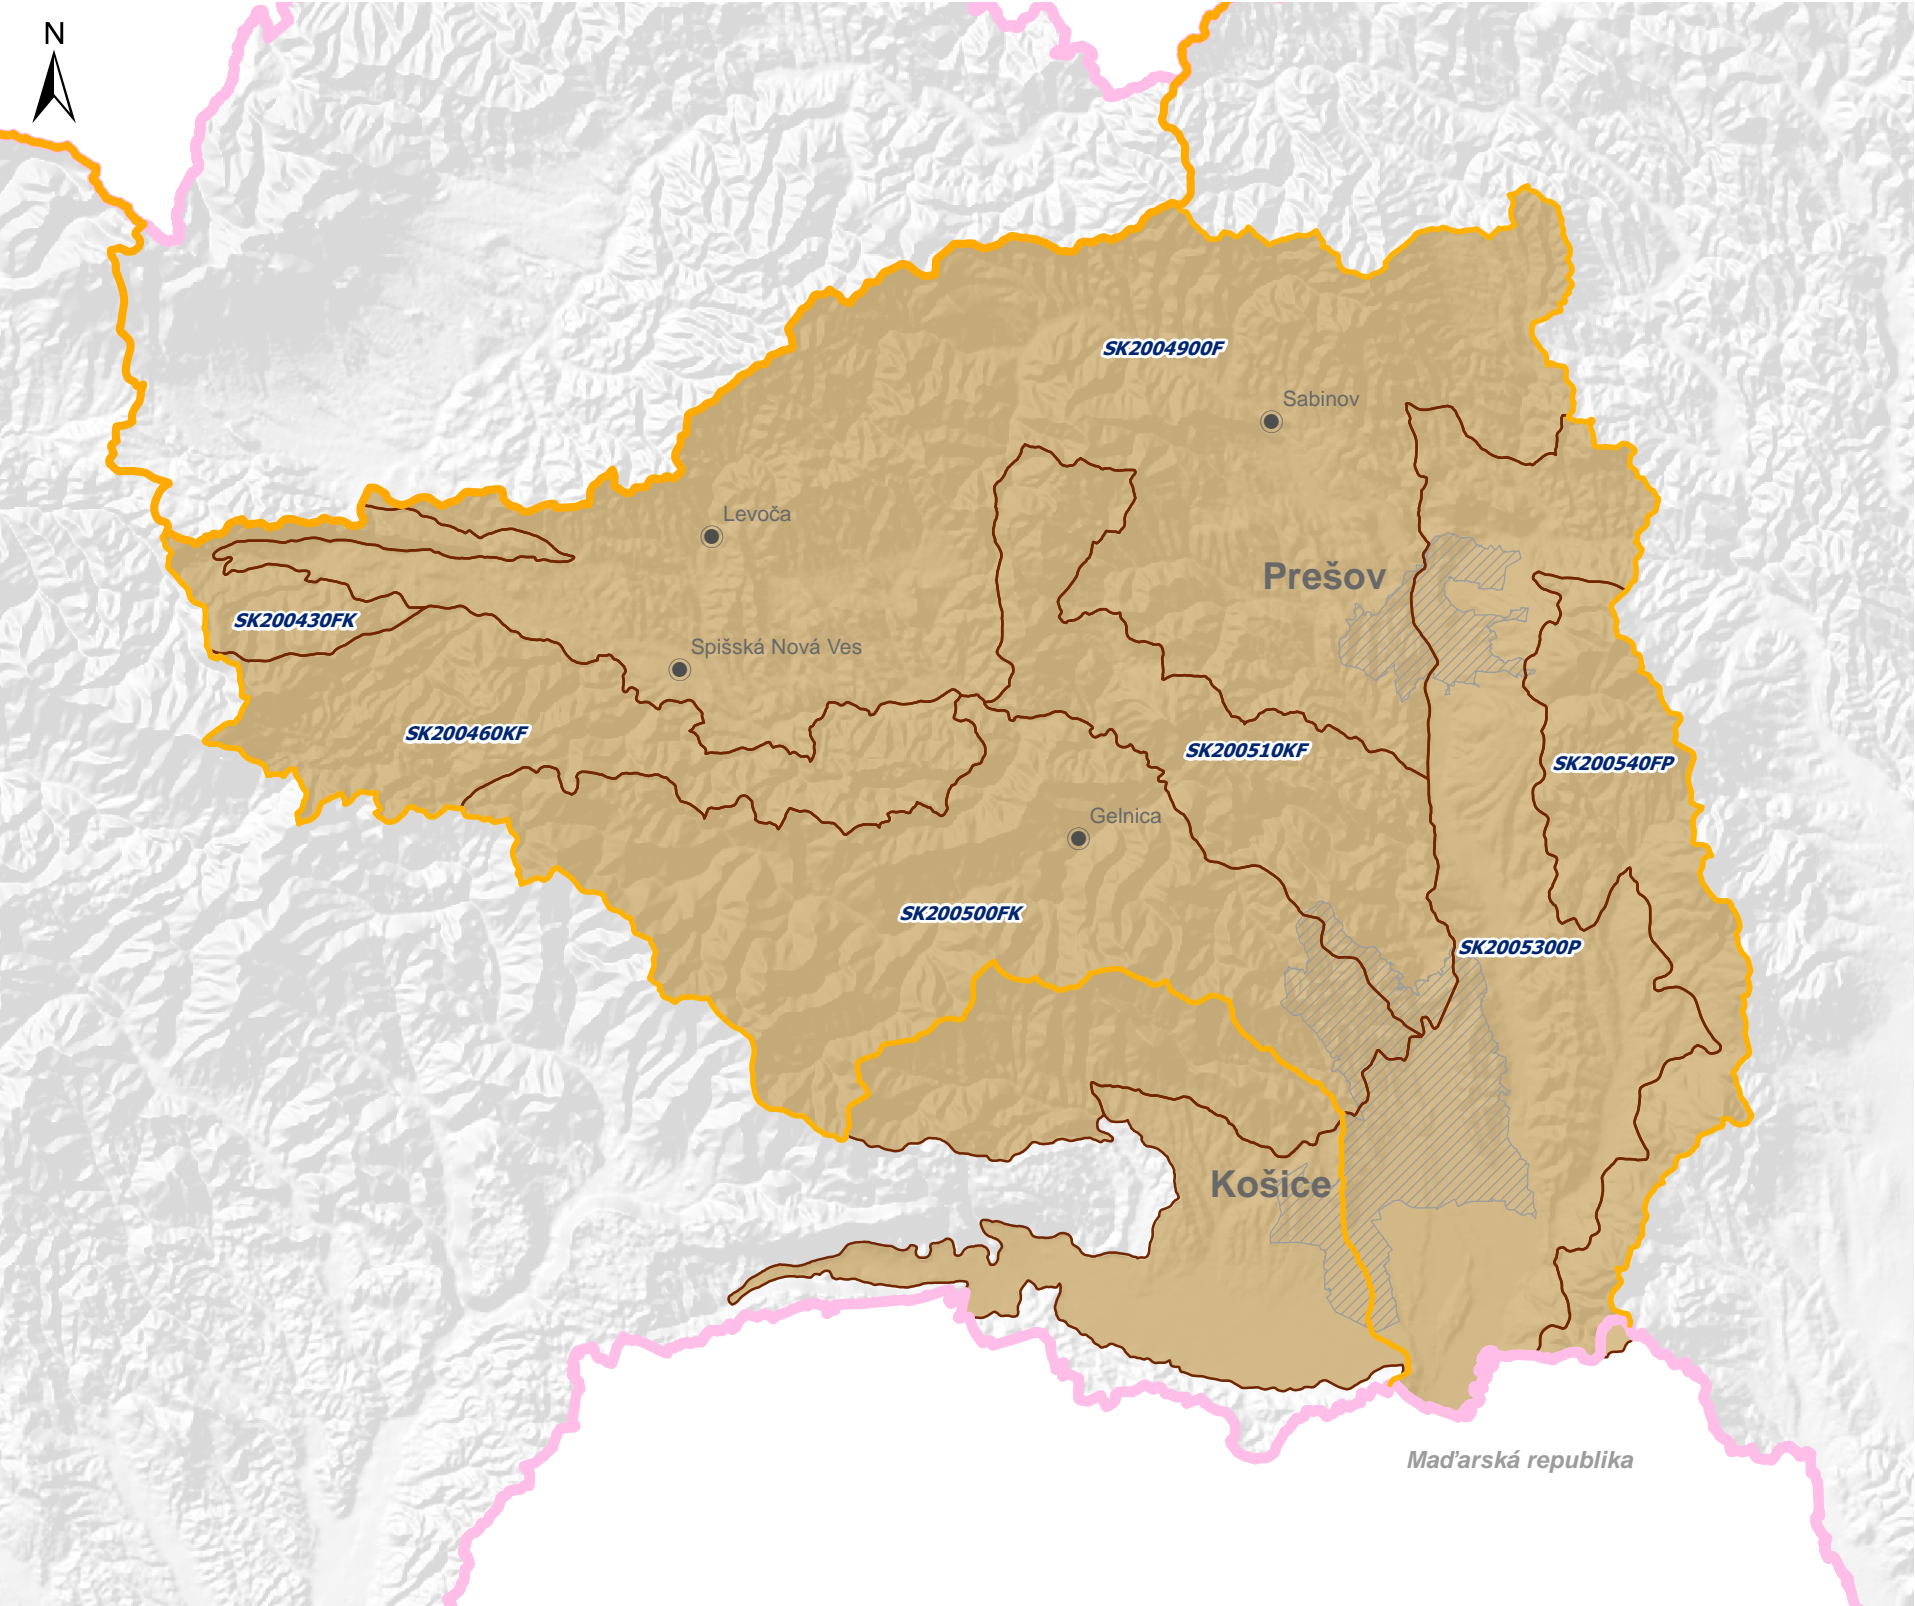 N
SK2004900F
Sabinov
Levoča
Prešov
SK200430FK
Spišská Nová Ves
SK200460KF
SK200510KF
SK200540FP
Gelnica
SK200500FK
SK2005300P
Košice
Maďarská republika